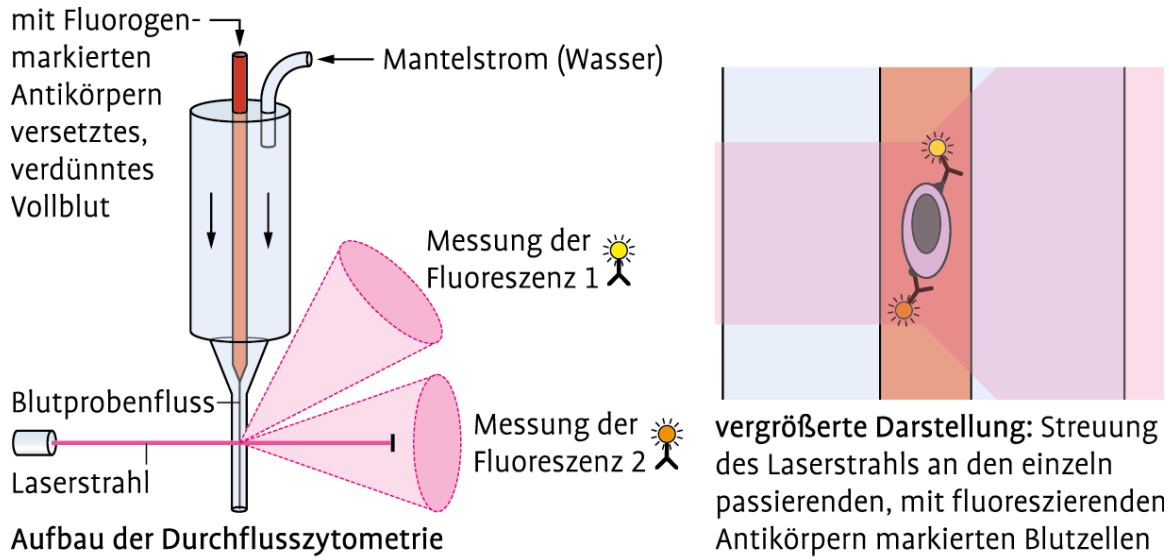 mit Fluorogen-
markierten
Antikörpern
versetztes,
verdünntes
Vollblut
Mantelstrom (Wasser)
Messung der
Fluoreszenz 1
Blutprobenfluss
Laserstrahl
Messung der
Fluoreszenz 2
Aufbau der Durchflusszytometrie
vergrößerte Darstellung: Streuung
des Laserstrahls an den einzeln
passierenden, mit fluoreszierenden
Antikörpern markierten Blutzellen